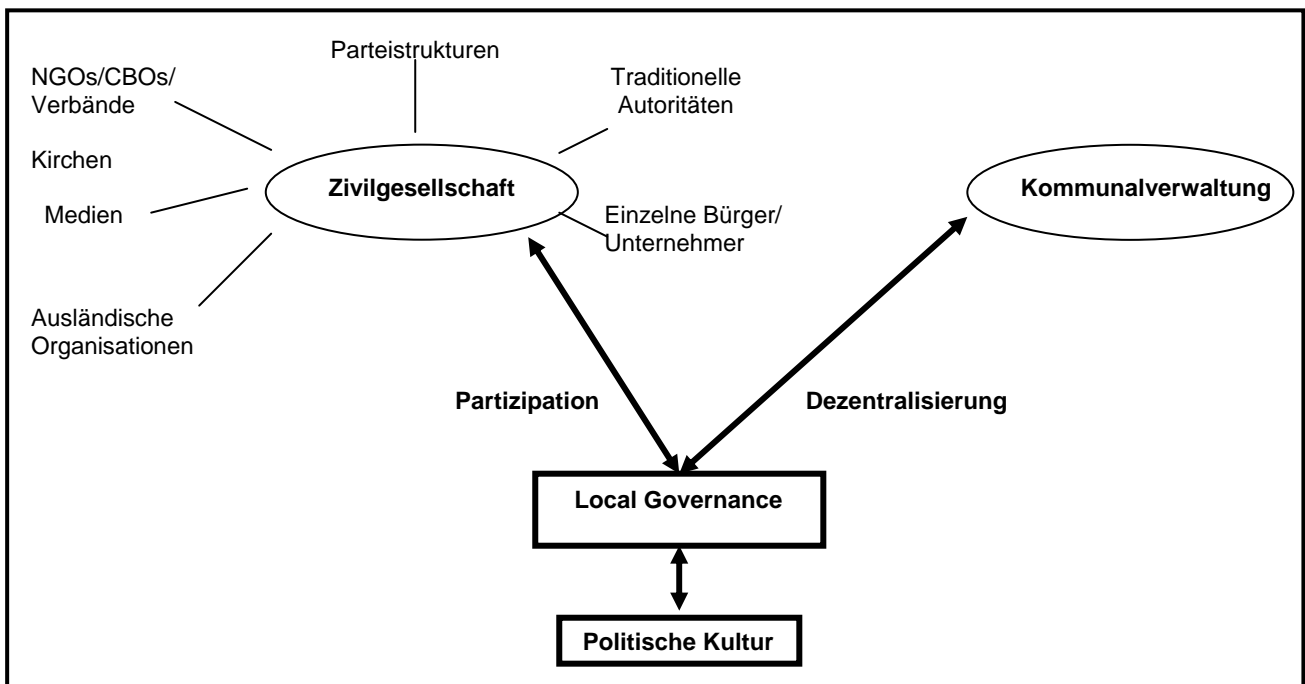 Parteistrukturen
NGOs/CBOs/
Verbände
Traditionelle
Autoritäten
Kirchen
Zivilgesellschaft
Kommunalverwaltung
Medien
Einzelne Bürger/
Unternehmer
Ausländische
Organisationen
Partizipation
Dezentralisierung
Local Governance
Politische Kultur